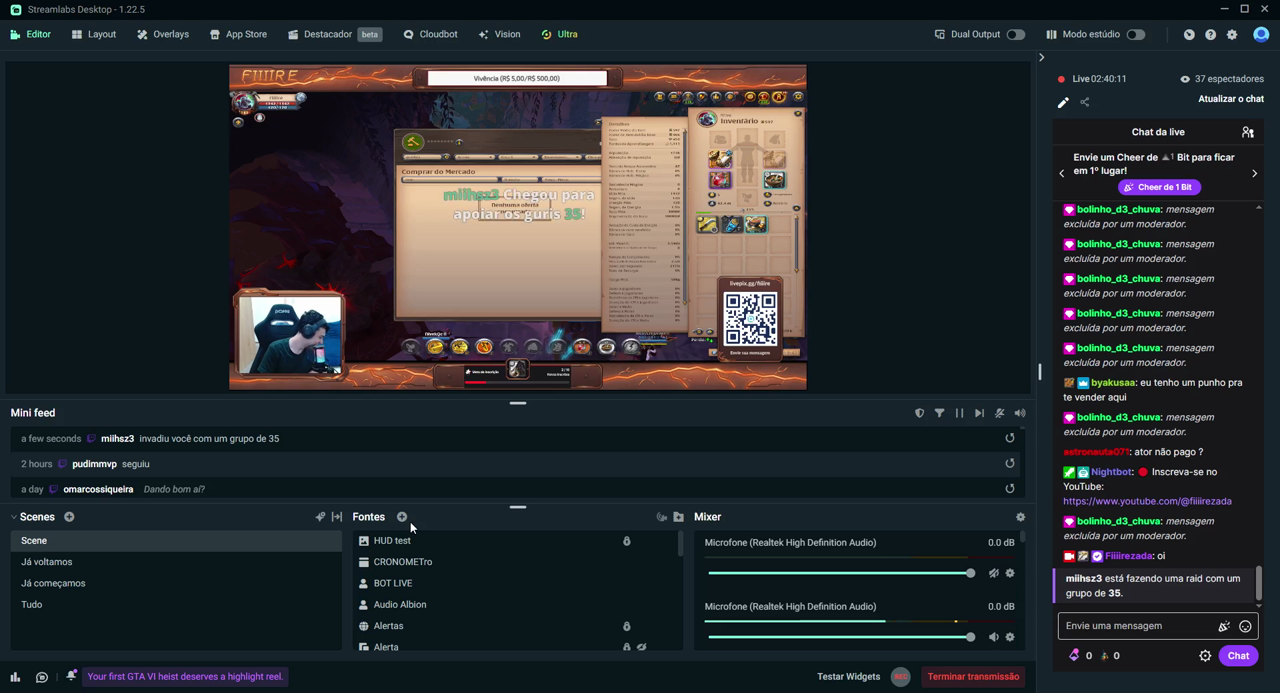 Streamlabs Desktop - 1.22.5
Editor
Layout
Overlays
App Store
Destacador
beta
Cloudbot
Vision
Ultra
Dual Output
Modo estúdio
FIIIIRE
Vivência (R$ 5,00/R$ 500,00)
Inventário
Comprar do Mercado
Nenhuma oferta
miihsz3 Chegou para
apoiar os guris 35!
livepix.gg/fiiiire
Envie sua mensagem
Live 02:40:11
37 espectadores
Atualizar o chat
Chat da live
Envie um Cheer de 1 Bit para ficar
em 1º lugar!
Cheer de 1 Bit
bolinho_d3_chuva: mensagem
excluída por um moderador.
bolinho_d3_chuva: mensagem
excluída por um moderador.
bolinho_d3_chuva: mensagem
excluída por um moderador.
bolinho_d3_chuva: mensagem
excluída por um moderador.
bolinho_d3_chuva: mensagem
excluída por um moderador.
byakusaa: eu tenho um punho pra
te vender aqui
bolinho_d3_chuva: mensagem
excluída por um moderador.
astronauta071: ator não pago ?
Nightbot: Inscreva-se no
YouTube:
https://www.youtube.com/@fiiiirezada
bolinho_d3_chuva: mensagem
excluída por um moderador.
Fiiiirezada: oi
miihsz3 está fazendo uma raid com um
grupo de 35.
Envie uma mensagem
0
0
Chat
Mini feed
a few seconds miihsz3 invadiu você com um grupo de 35
2 hours pudimmvp seguiu
a day omarcossiqueira Dando bom aí?
Scenes
Scene
Já voltamos
Já começamos
Tudo
Fontes
HUD test
CRONOMETro
BOT LIVE
Audio Albion
Alertas
Alerta
Mixer
Microfone (Realtek High Definition Audio) 0.0 dB
Microfone (Realtek High Definition Audio) 0.0 dB
Your first GTA VI heist deserves a highlight reel.
Testar Widgets
REC
Terminar transmissão